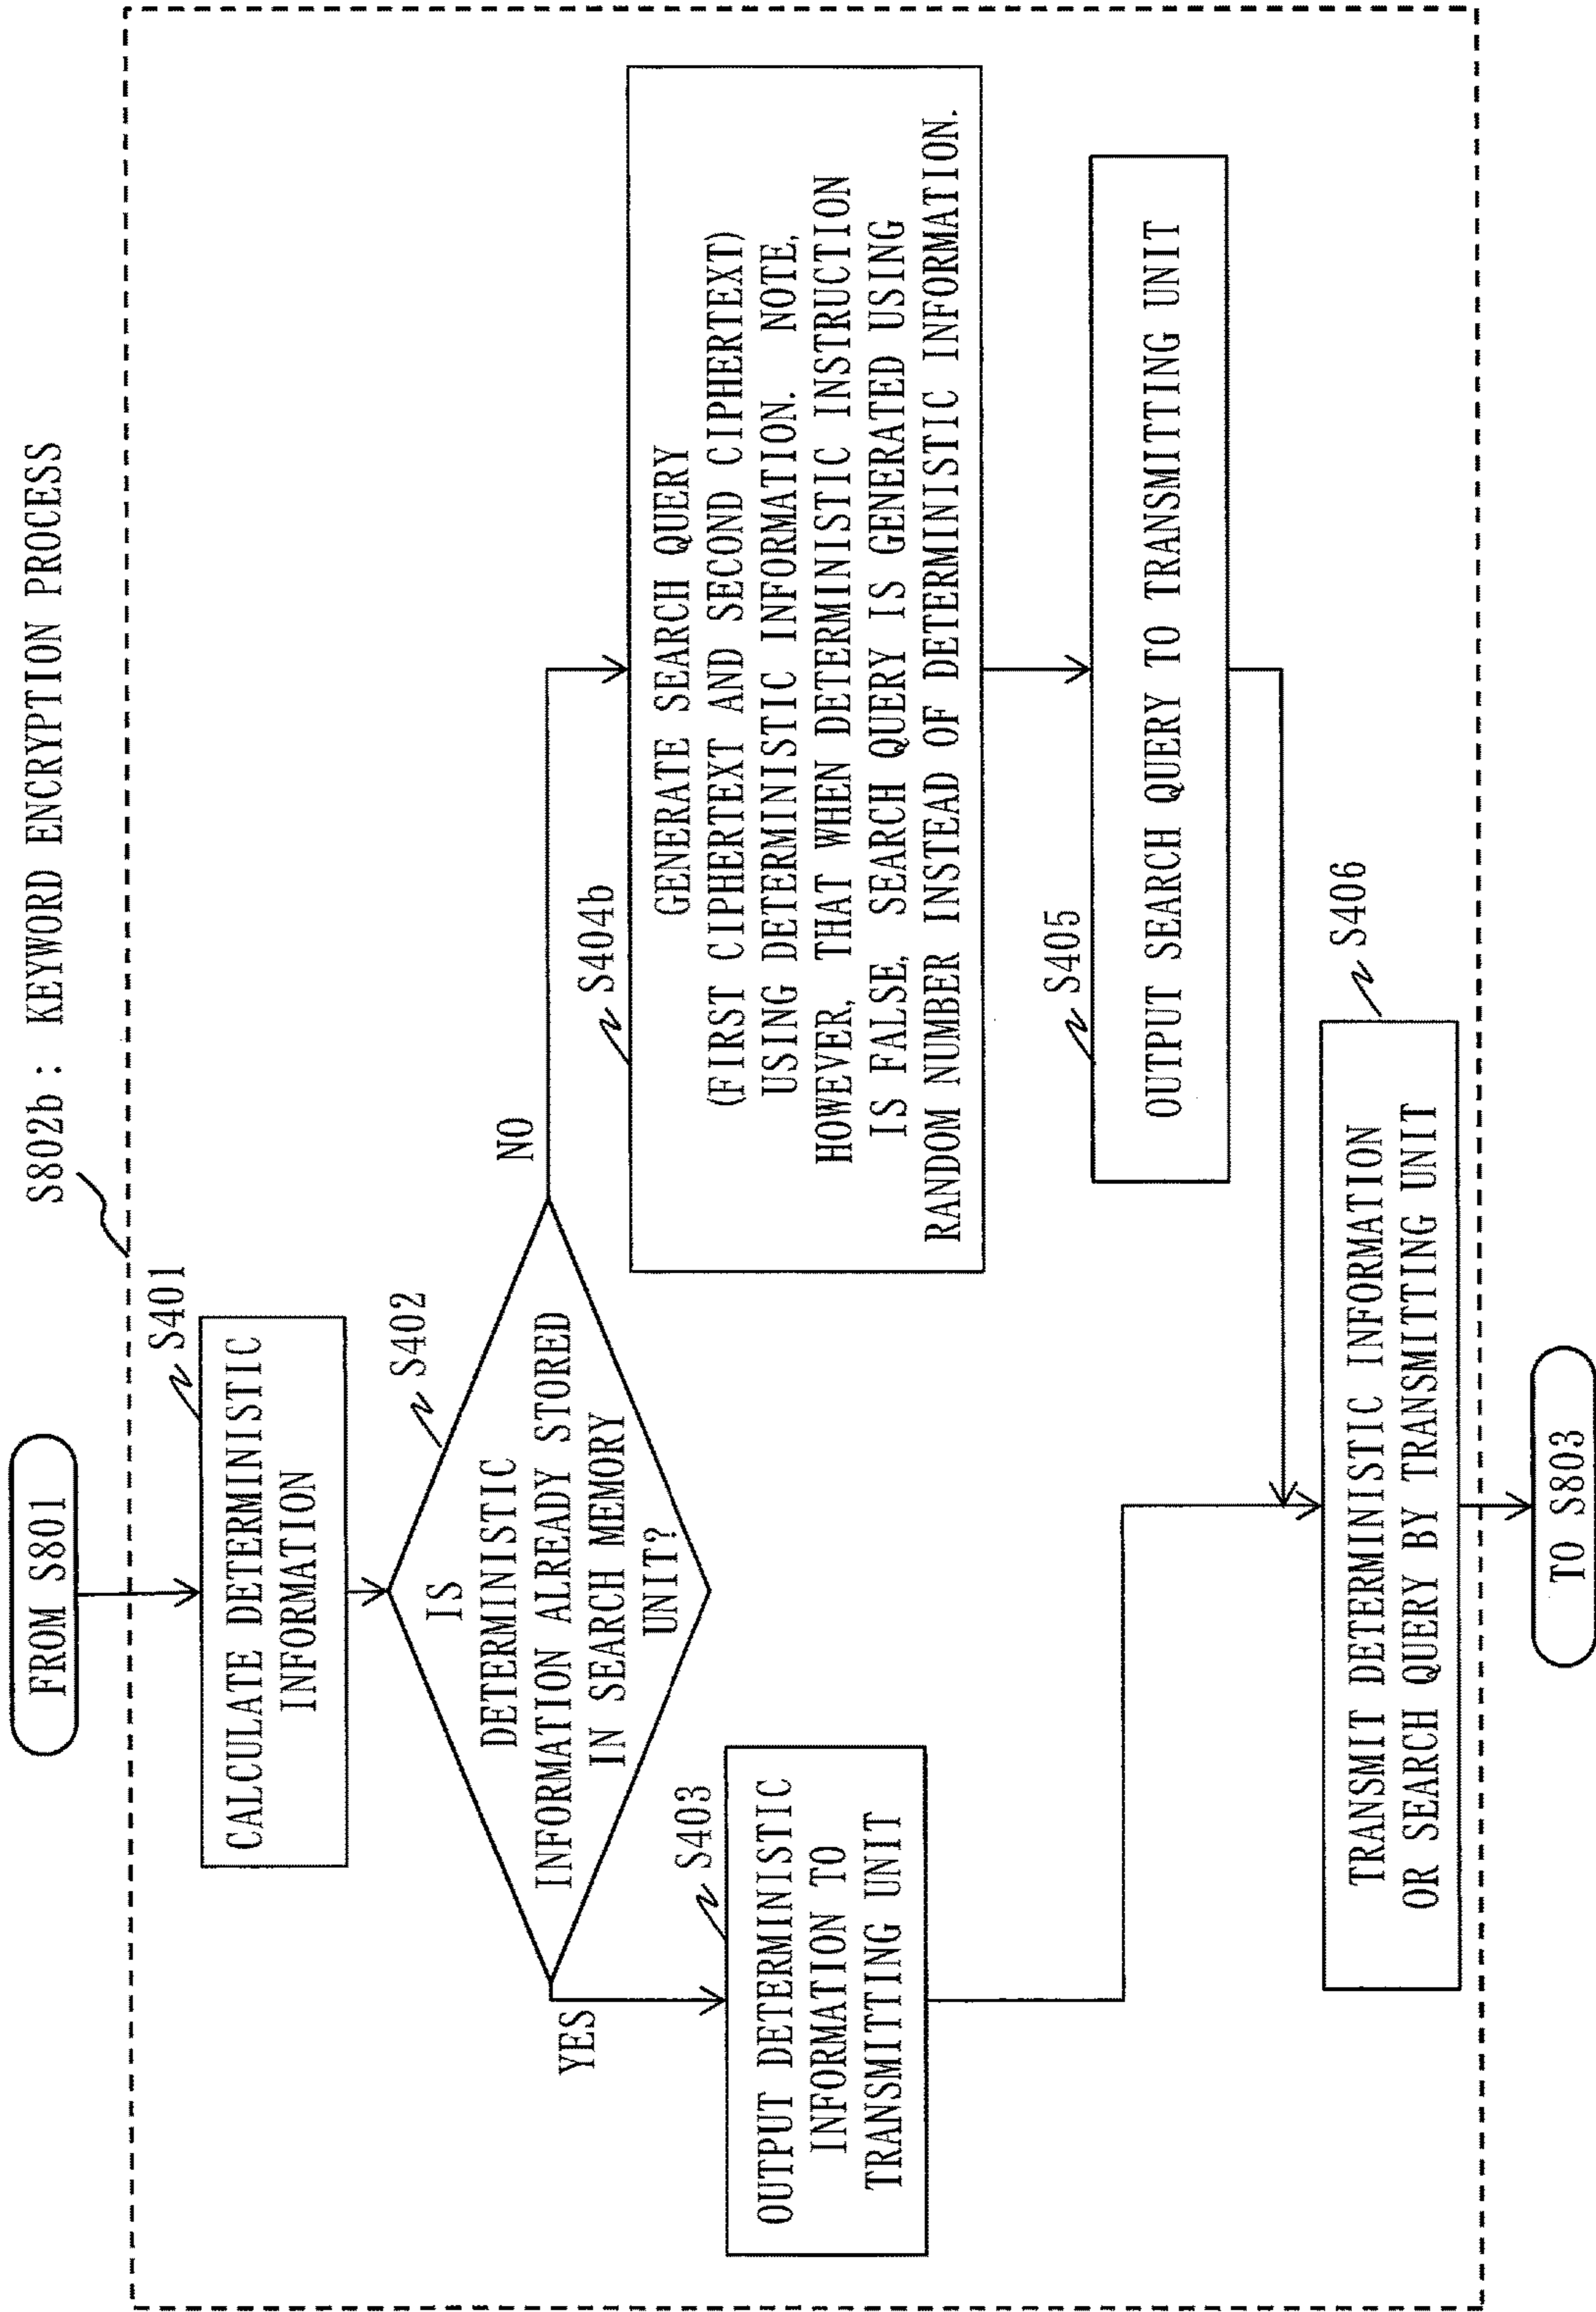 S802b : KEYWORD ENCRYPTION PROCESS
FROM S801
S401
CALCULATE DETERMINISTIC
INFORMATION
S402
IS
DETERMINISTIC
INFORMATION ALREADY STORED
IN SEARCH MEMORY
UNIT?
YES
NO
S403
OUTPUT DETERMINISTIC
INFORMATION TO
TRANSMITTING UNIT
S404b
GENERATE SEARCH QUERY
(FIRST CIPHERTEXT AND SECOND CIPHERTEXT)
USING DETERMINISTIC INFORMATION. NOTE,
HOWEVER, THAT WHEN DETERMINISTIC INSTRUCTION
IS FALSE, SEARCH QUERY IS GENERATED USING
RANDOM NUMBER INSTEAD OF DETERMINISTIC INFORMATION.
S405
OUTPUT SEARCH QUERY TO TRANSMITTING UNIT
S406
TRANSMIT DETERMINISTIC INFORMATION
OR SEARCH QUERY BY TRANSMITTING UNIT
TO S803